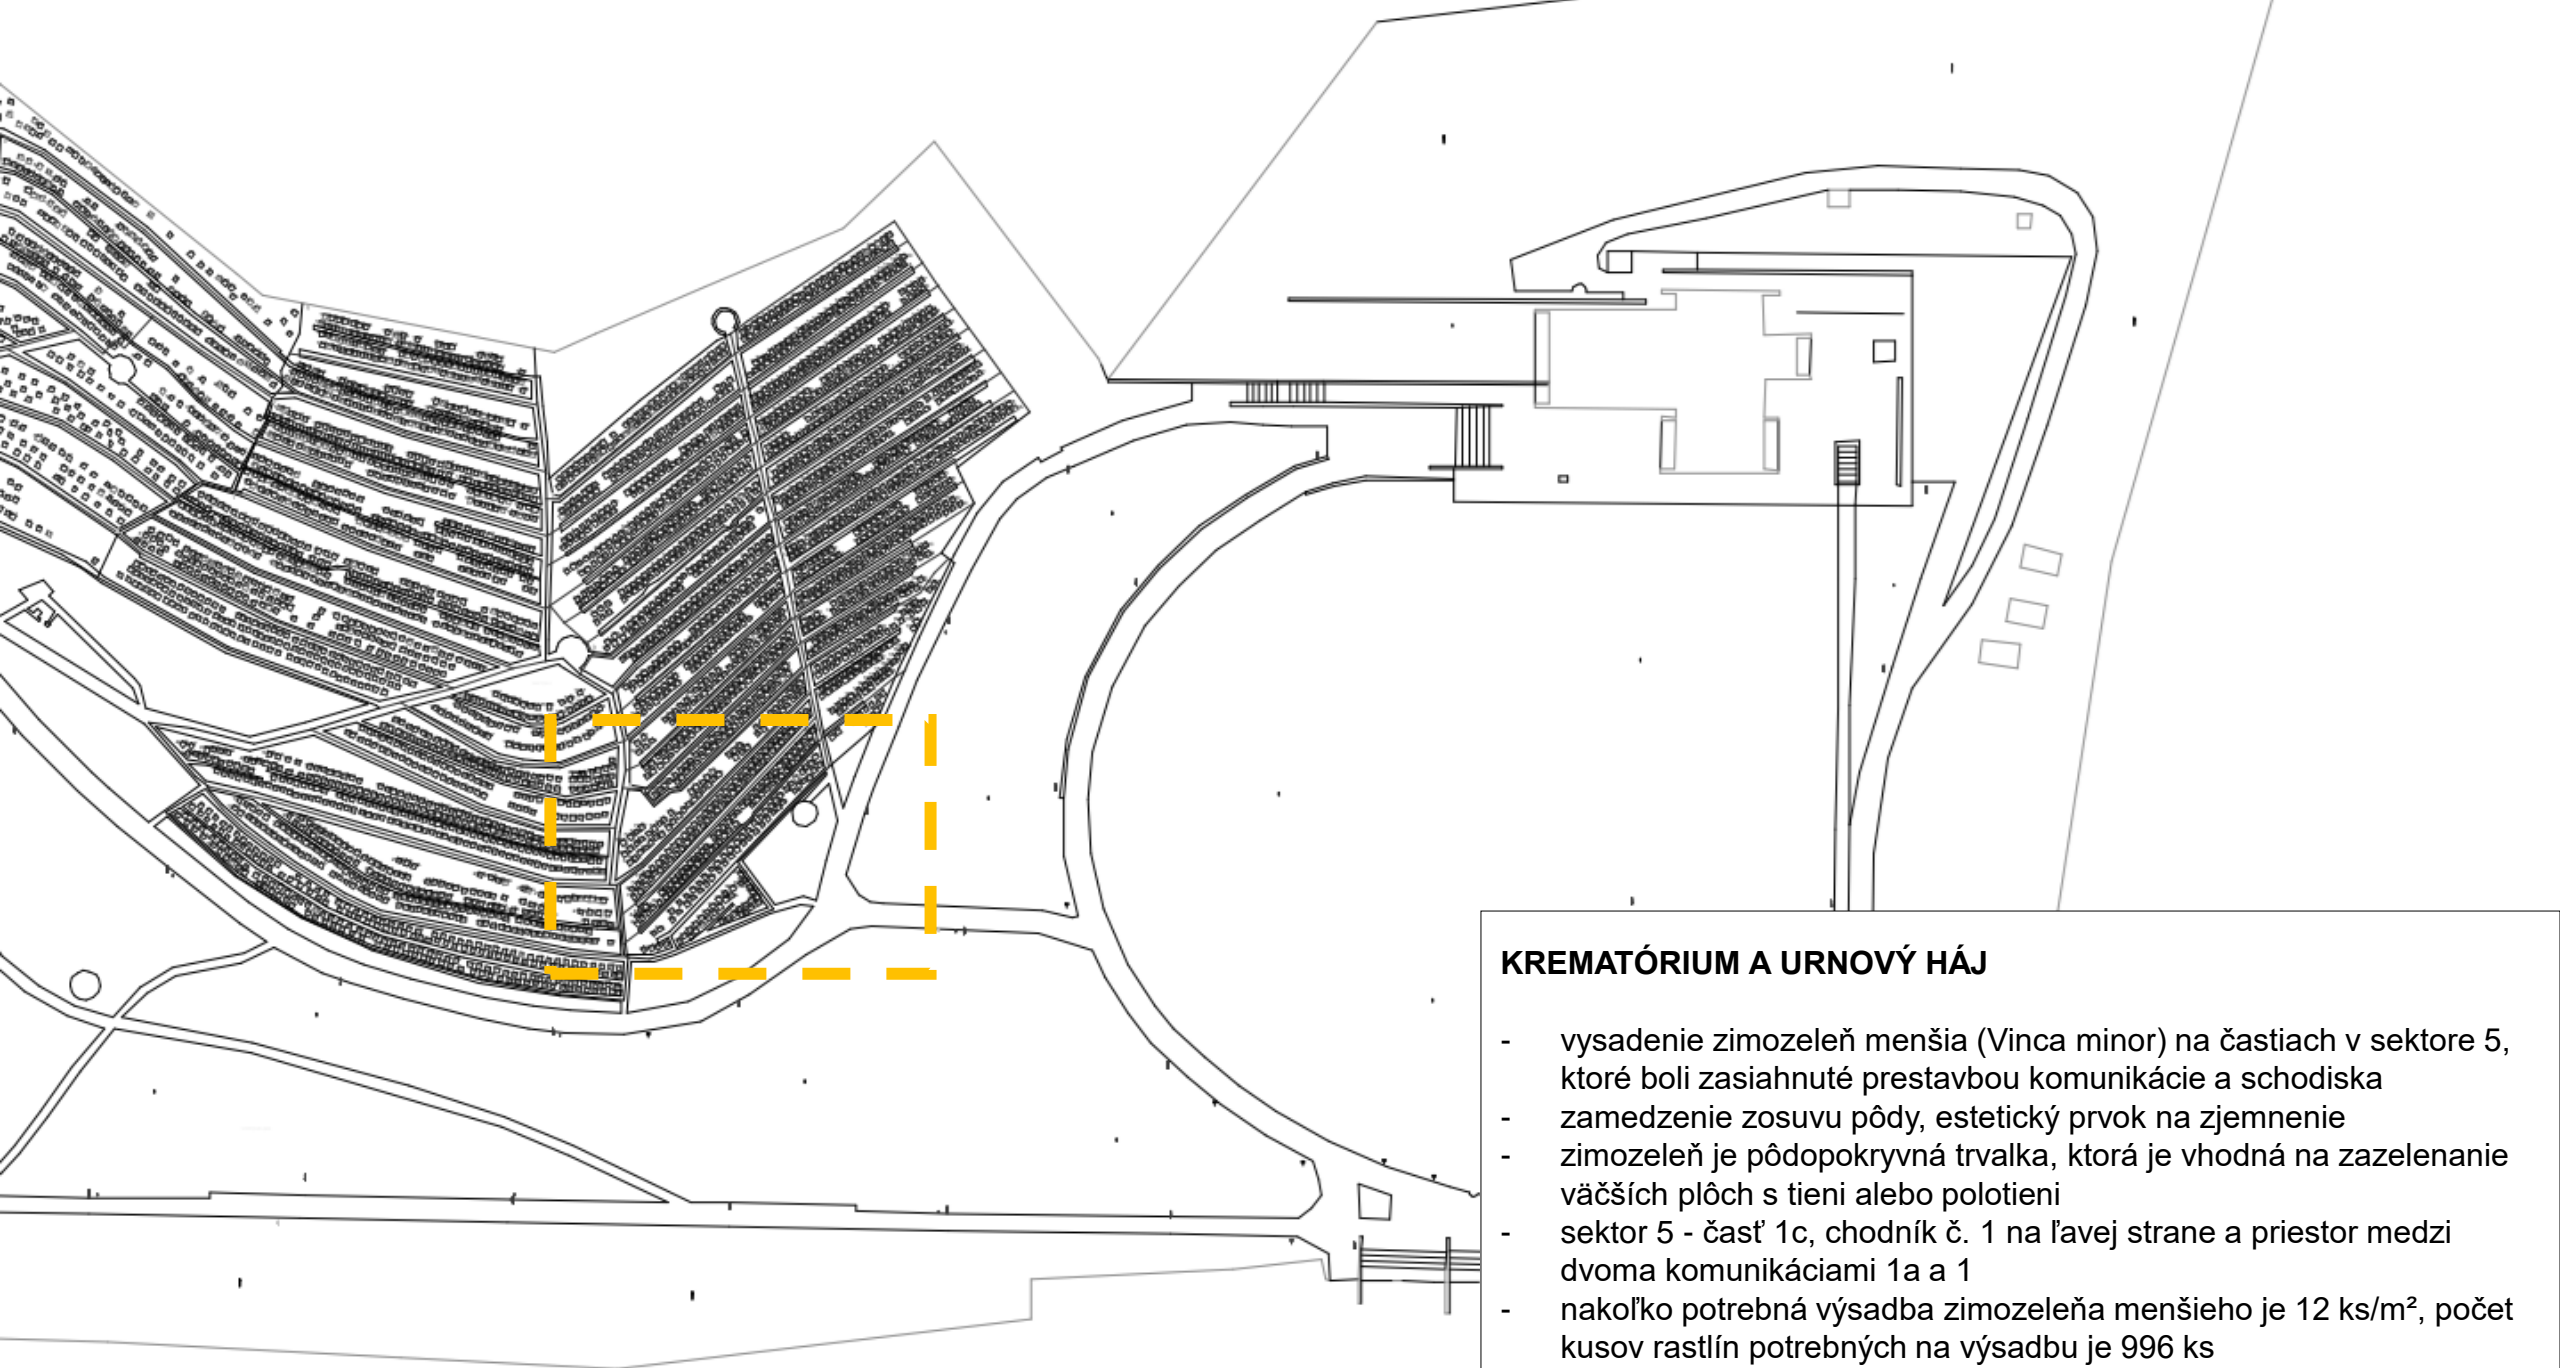 KREMATÓRIUM A URNOVÝ HÁJ
- vysadenie zimozeleň menšia (Vinca minor) na častiach v sektore 5,
ktoré boli zasiahnuté prestavbou komunikácie a schodiska
- zamedzenie zosuvu pôdy, estetický prvok na zjemnenie
- zimozeleň je pôdopokryvná trvalka, ktorá je vhodná na zazelenanie
väčších plôch s tieni alebo polotieni
- sektor 5 - časť 1c, chodník č. 1 na ľavej strane a priestor medzi
dvoma komunikáciami 1a a 1
- nakoľko potrebná výsadba zimozeleňa menšieho je 12 ks/m², počet
kusov rastlín potrebných na výsadbu je 996 ks